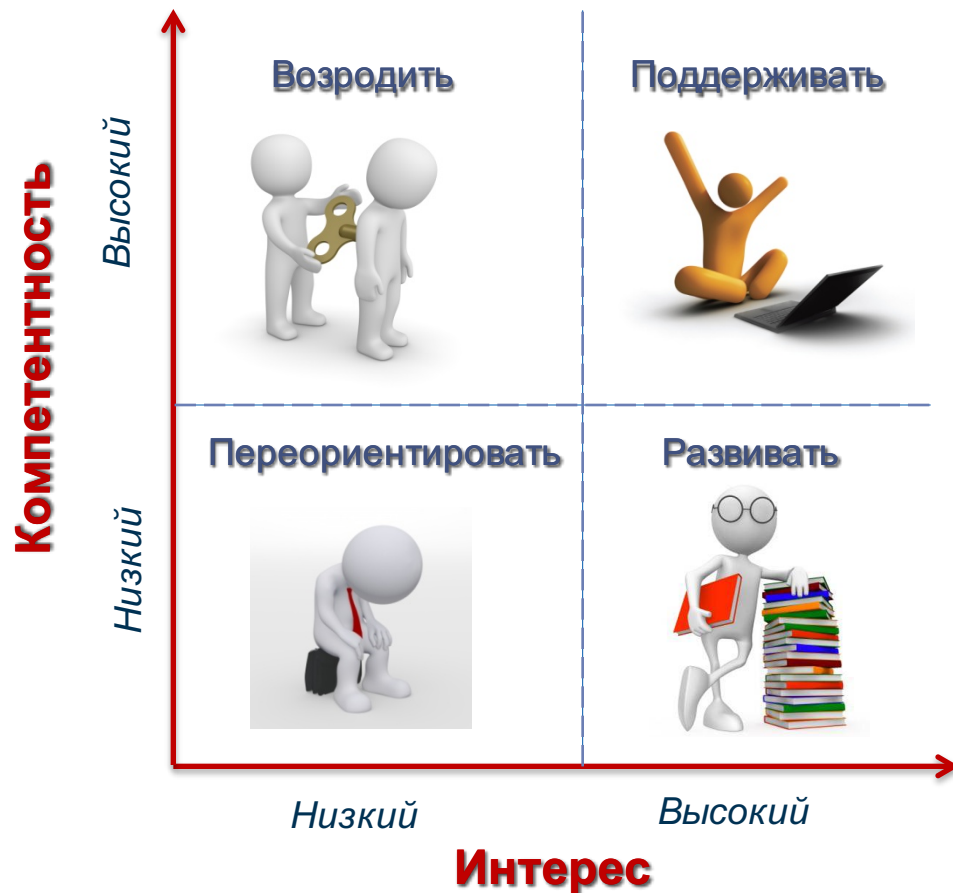 Возродить
Поддерживать
Компетентность
Высокий
Переориентировать
Развивать
Низкий
Низкий
Высокий
Интерес